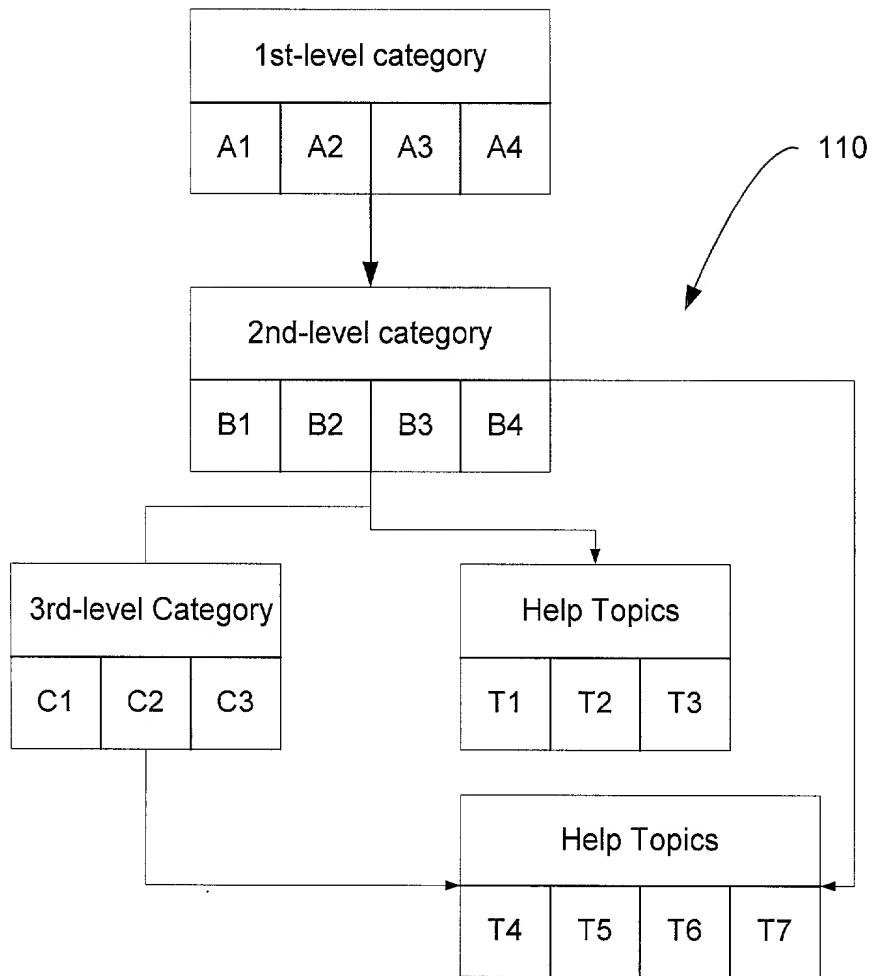 1st-level category
A1 A2 A3 A4
110
2nd-level category
B1 B2 B3 B4
3rd-level Category
C1 C2 C3
Help Topics
T1 T2 T3
Help Topics
T4 T5 T6 T7